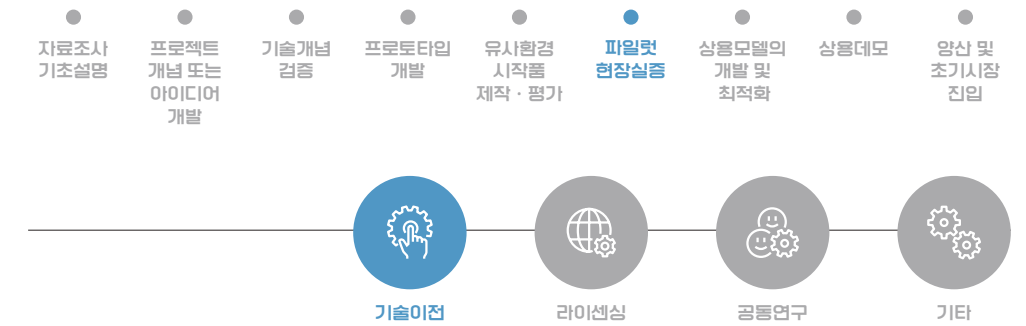 자료조사
기초설명
프로젝트
개념 또는
아이디어
개발
기술개념
검증
프로토타입
개발
유사환경
시작품
제작 · 평가
파일럿
현장실증
상용모델의
개발 및
최적화
상용데모
양산 및
초기시장
진입
기술이전
라이센싱
공동연구
기타